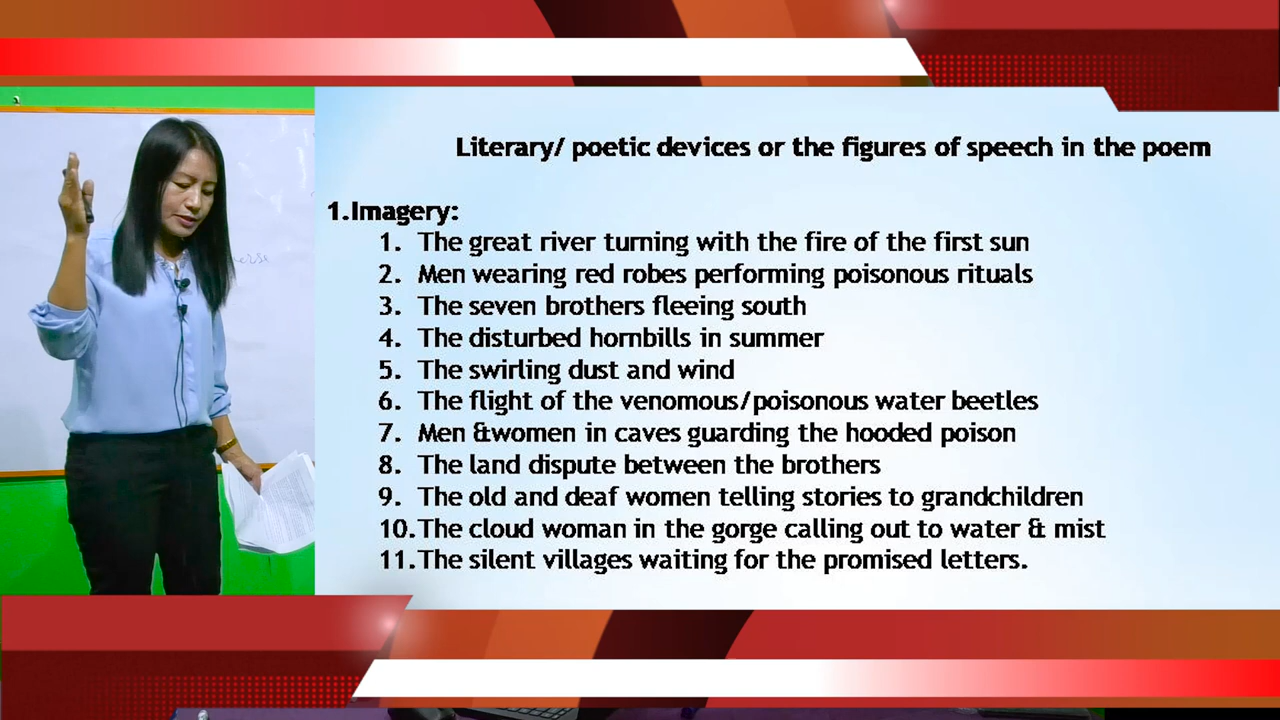 Literary/ poetic devices or the figures of speech in the poem
1.Imagery:
1. The great river turning with the fire of the first sun
2. Men wearing red robes performing poisonous rituals
3. The seven brothers fleeing south
4. The disturbed hornbills in summer
5. The swirling dust and wind
6. The flight of the venomous/poisonous water beetles
7. Men &women in caves guarding the hooded poison
8. The land dispute between the brothers
9. The old and deaf women telling stories to grandchildren
10.The cloud woman in the gorge calling out to water & mist
11.The silent villages waiting for the promised letters.